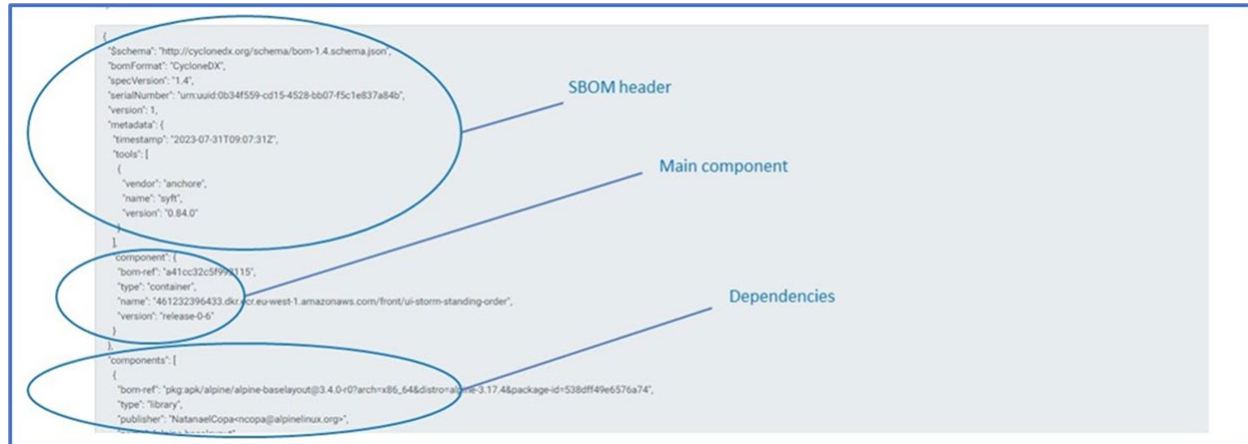 {
"$schema": "http://cyclonedx.org/schema/bom-1.4.schema.json",
"bomFormat": "CycloneDX",
"specVersion": "1.4",
"serialNumber": "urn:uuid:0b34f559-cd15-4528-bb07-f5c1e837a84b",
"version": 1,
"metadata": {
"timestamp": "2023-07-31T09:07:31Z",
"tools": [
{
"vendor": "anchore",
"name": "syft",
"version": "0.84.0"
}
],
"component": {
"bom-ref":
"type": "container",
"name": "461232396433.dkr.ecr.eu-west-1.amazonaws.com/front/ui-storm-standing-order",
"version": "release-0-6"
}
},
"components": [
{
"bom-ref": "pkg:apk/alpine/alpine-baselayout@3.4.0-r0?arch=x86_64&distro=alpine-3.17.4&package-id=538dff49e6576a74",
"type": "library",
"publisher": "NatanaelCopa<ncopa@alpinelinux.org>",
SBOM header
Main component
Dependencies